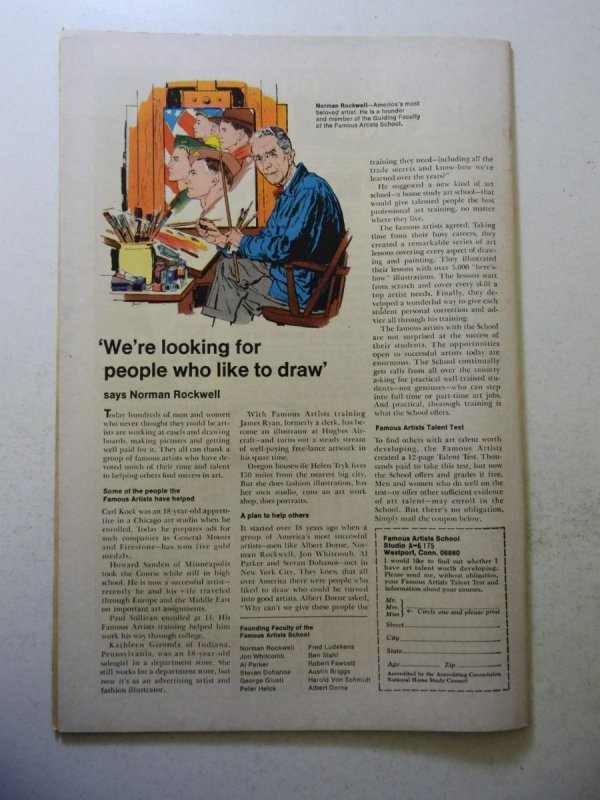 Norman Rockwell—America's most
beloved artist. He is a founder
and member of the Guiding Faculty
of the Famous Artists School.
'We're looking for
people who like to draw'
says Norman Rockwell
Today hundreds of men and women
who never thought they could be art-
ists are working at easels and drawing
boards, making pictures and getting
well paid for it. They all can thank a
group of famous artists who have de-
voted much of their time and talent
to helping others find success in art.
Some of the people the
Famous Artists have helped
Carl Kock was an 18-year-old appren-
tice in a Chicago art studio when he
enrolled. Today he prepares ads for
such companies as General Motors
and Firestone—has won five gold
medals.
Howard Sanden of Minneapolis
took the Course while still in high
school. He is now a successful artist—
recently he and his wife traveled
through Europe and the Middle East
on important art assignments.
Paul Sullivan enrolled at 41. His
Famous Artists training helped him
work his way through college.
Kathleen Gironda of Indiana,
Pennsylvania, was an 18-year-old
salesgirl in a department store. She
still works for a department store, but
now it's as an advertising artist and
fashion illustrator.
With Famous Artists training
James Ryan, formerly a clerk, has be-
come an illustrator at Hughes Air-
craft—and turns out a steady stream
of well-paying free-lance artwork in
his spare time.
Oregon housewife Helen Tryk lives
150 miles from the nearest big city.
But she does fashion illustration, has
her own studio, runs an art work
shop, does portraits.
A plan to help others
It started over 18 years ago when a
group of America's most successful
artists—men like Albert Dorne, Nor-
man Rockwell, Jon Whitcomb, Al
Parker and Stevan Dohanos—met in
New York City. They knew that all
over America there were people who
liked to draw who could be turned
into good artists. Albert Dorne asked,
"Why can't we give these people the
Founding Faculty of the
Famous Artists School
Norman Rockwell
Jon Whitcomb
Al Parker
Stevan Dohanos
George Giusti
Peter Helck
Fred Ludekens
Ben Stahl
Robert Fawcett
Austin Briggs
Harold Von Schmidt
Albert Dorne
training they need—including all the
trade secrets and know-how we've
learned over the years?"
He suggested a new kind of art
school—a home study art school—that
would give talented people the best
professional art training, no matter
where they live.
The famous artists agreed. Taking
time from their busy careers, they
created a remarkable series of art
lessons covering every aspect of draw-
ing and painting. They illustrated
their lessons with over 5,000 "here's-
how" illustrations. The lessons start
from scratch and cover every skill a
top artist needs. Finally, they de-
veloped a wonderful way to give each
student personal correction and ad-
vice all through his training.
The famous artists with the School
are not surprised at the success of
their students. The opportunities
open to successful artists today are
enormous. The School continually
gets calls from all over the country
asking for practical well-trained stu-
dents—not geniuses—who can step
into full-time or part-time art jobs.
And practical, thorough training is
what the School offers.
Famous Artists Talent Test
To find others with art talent worth
developing, the Famous Artists
created a 12-page Talent Test. Thou-
sands paid to take this test, but now
the School offers and grades it free.
Men and women who do well on the
test—or offer other sufficient evidence
of art talent—may enroll in the
School. But there's no obligation.
Simply mail the coupon below.
Famous Artists School
Studio A-6175
Westport, Conn. 06880
I would like to find out whether I
have art talent worth developing.
Please send me, without obligation,
your Famous Artists Talent Test and
information about your courses.
Mr.
Mrs.
Miss
← Circle one and please print
Street
City
State
Age Zip
Accredited by the Accrediting Commission
National Home Study Council